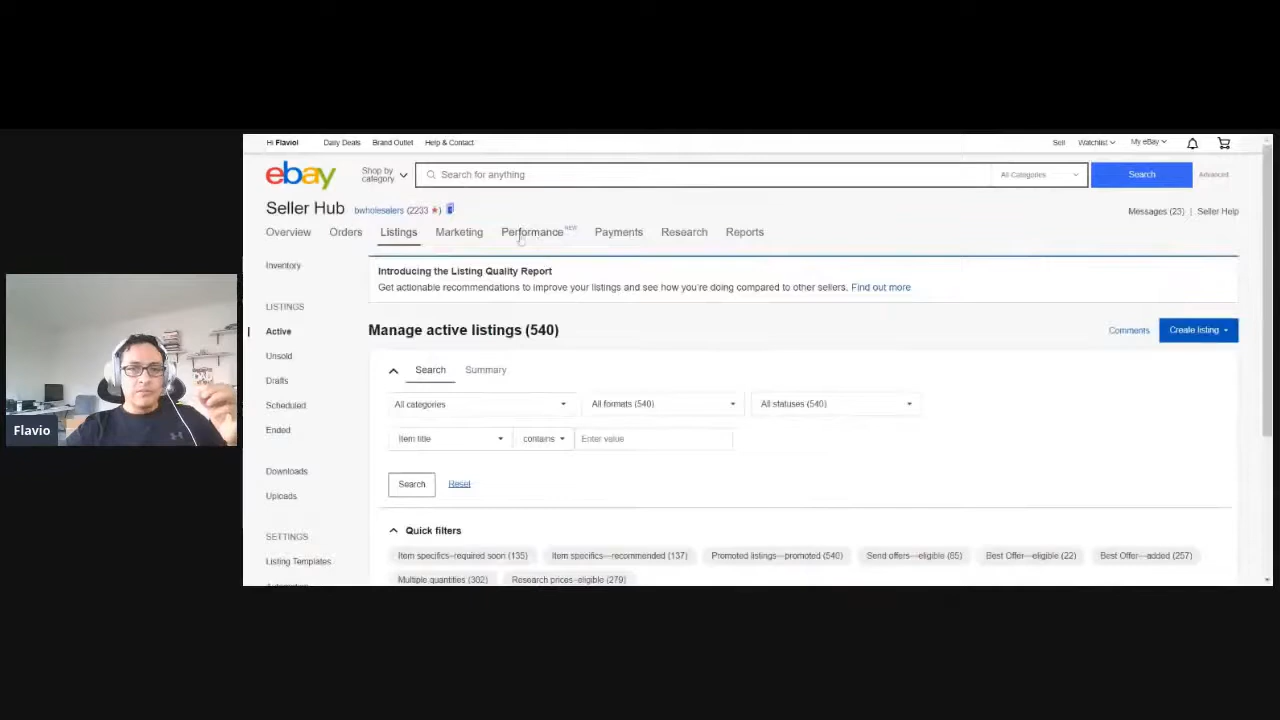 Hi Flavio! Daily Deals Brand Outlet Help & Contact Sell Watchlist My eBay
ebay Shop by category Search for anything All Categories Search Advanced
Seller Hub bwholesellers (2233 ★) Messages (23) | Seller Help
Overview Orders Listings Marketing Performance NEW Payments Research Reports
Inventory
LISTINGS
Active
Unsold
Drafts
Scheduled
Ended
Downloads
Uploads
SETTINGS
Listing Templates
Introducing the Listing Quality Report
Get actionable recommendations to improve your listings and see how you're doing compared to other sellers. Find out more
Manage active listings (540) Comments Create listing
Search Summary
All categories All formats (540) All statuses (540)
Item title contains Enter value
Search Reset
Quick filters
Item specifics-required soon (135) Item specifics—recommended (137) Promoted listings—promoted (540) Send offers—eligible (65) Best Offer—eligible (22) Best Offer—added (257)
Multiple quantities (302) Research prices-eligible (279)
Flavio